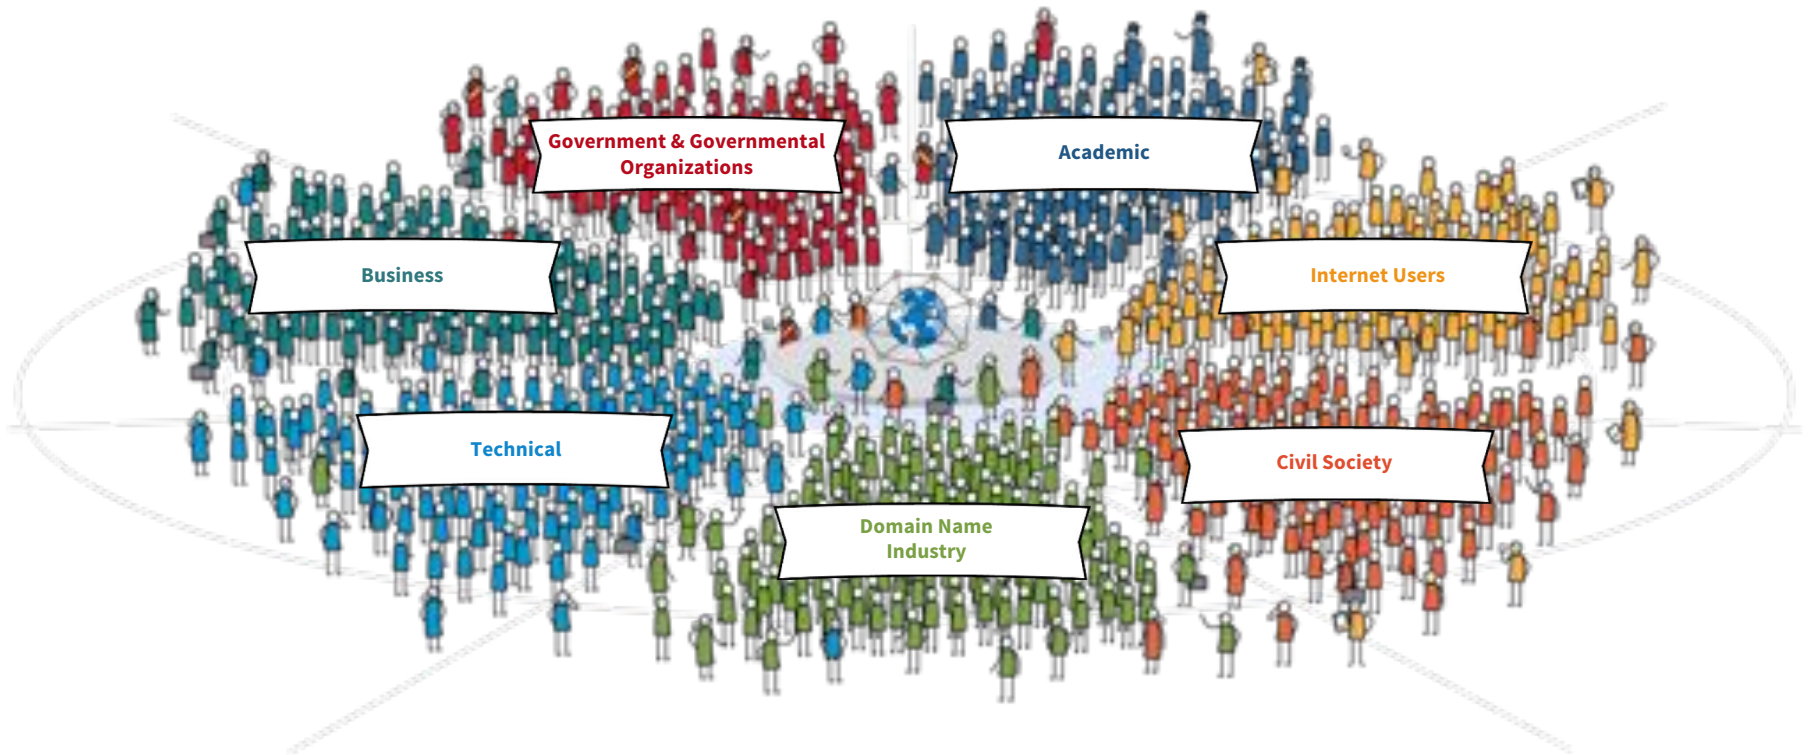 Government & Governmental
Organizations
Academic
Business
Internet Users
Technical
Civil Society
Domain Name
Industry